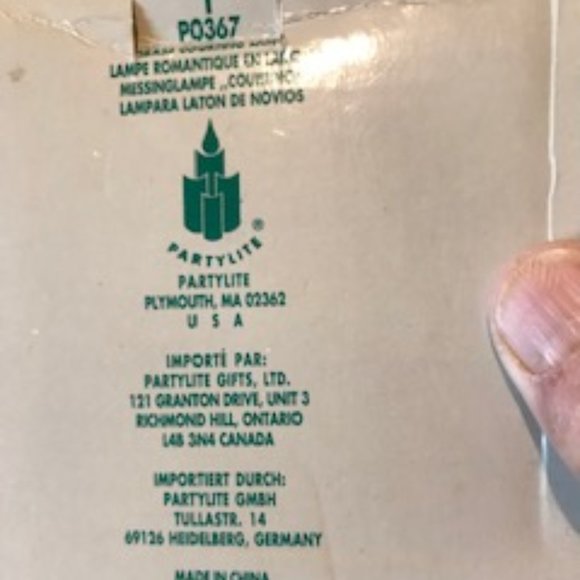 1
P0367
LAMPE ROMANTIQUE EN
MESSINGLAMPE „
LAMPARA LATON DE NOVIOS
PARTYLITE®
PARTYLITE
PLYMOUTH, MA 02362
U S A
IMPORTÉ PAR:
PARTYLITE GIFTS, LTD.
121 GRANTON DRIVE, UNIT 3
RICHMOND HILL, ONTARIO
L4B 3N4 CANADA
IMPORTIERT DURCH:
PARTYLITE GMBH
TULLASTR. 14
69126 HEIDELBERG, GERMANY
MADE IN CHINA